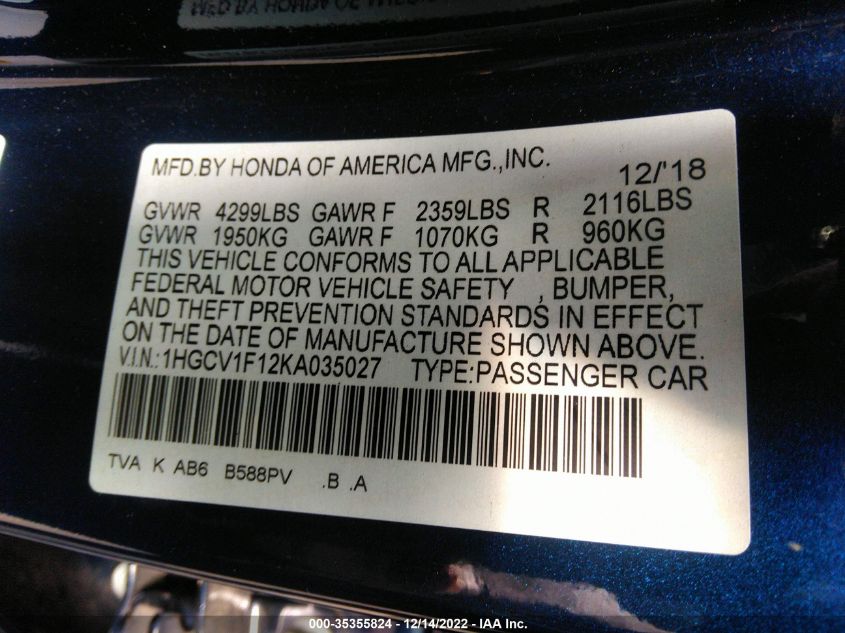 MFD.BY HONDA OF AMERICA MFG.,INC. 12/'18
GVWR 4299LBS GAWR F 2359LBS R 2116LBS
GVWR 1950KG GAWR F 1070KG R 960KG
THIS VEHICLE CONFORMS TO ALL APPLICABLE
FEDERAL MOTOR VEHICLE SAFETY , BUMPER,
AND THEFT PREVENTION STANDARDS IN EFFECT
ON THE DATE OF MANUFACTURE SHOWN ABOVE.
V.I.N.:1HGCV1F12KA035027 TYPE:PASSENGER CAR
TVA K AB6 B588PV .B .A
000-35355824 - 12/14/2022 - IAA Inc.